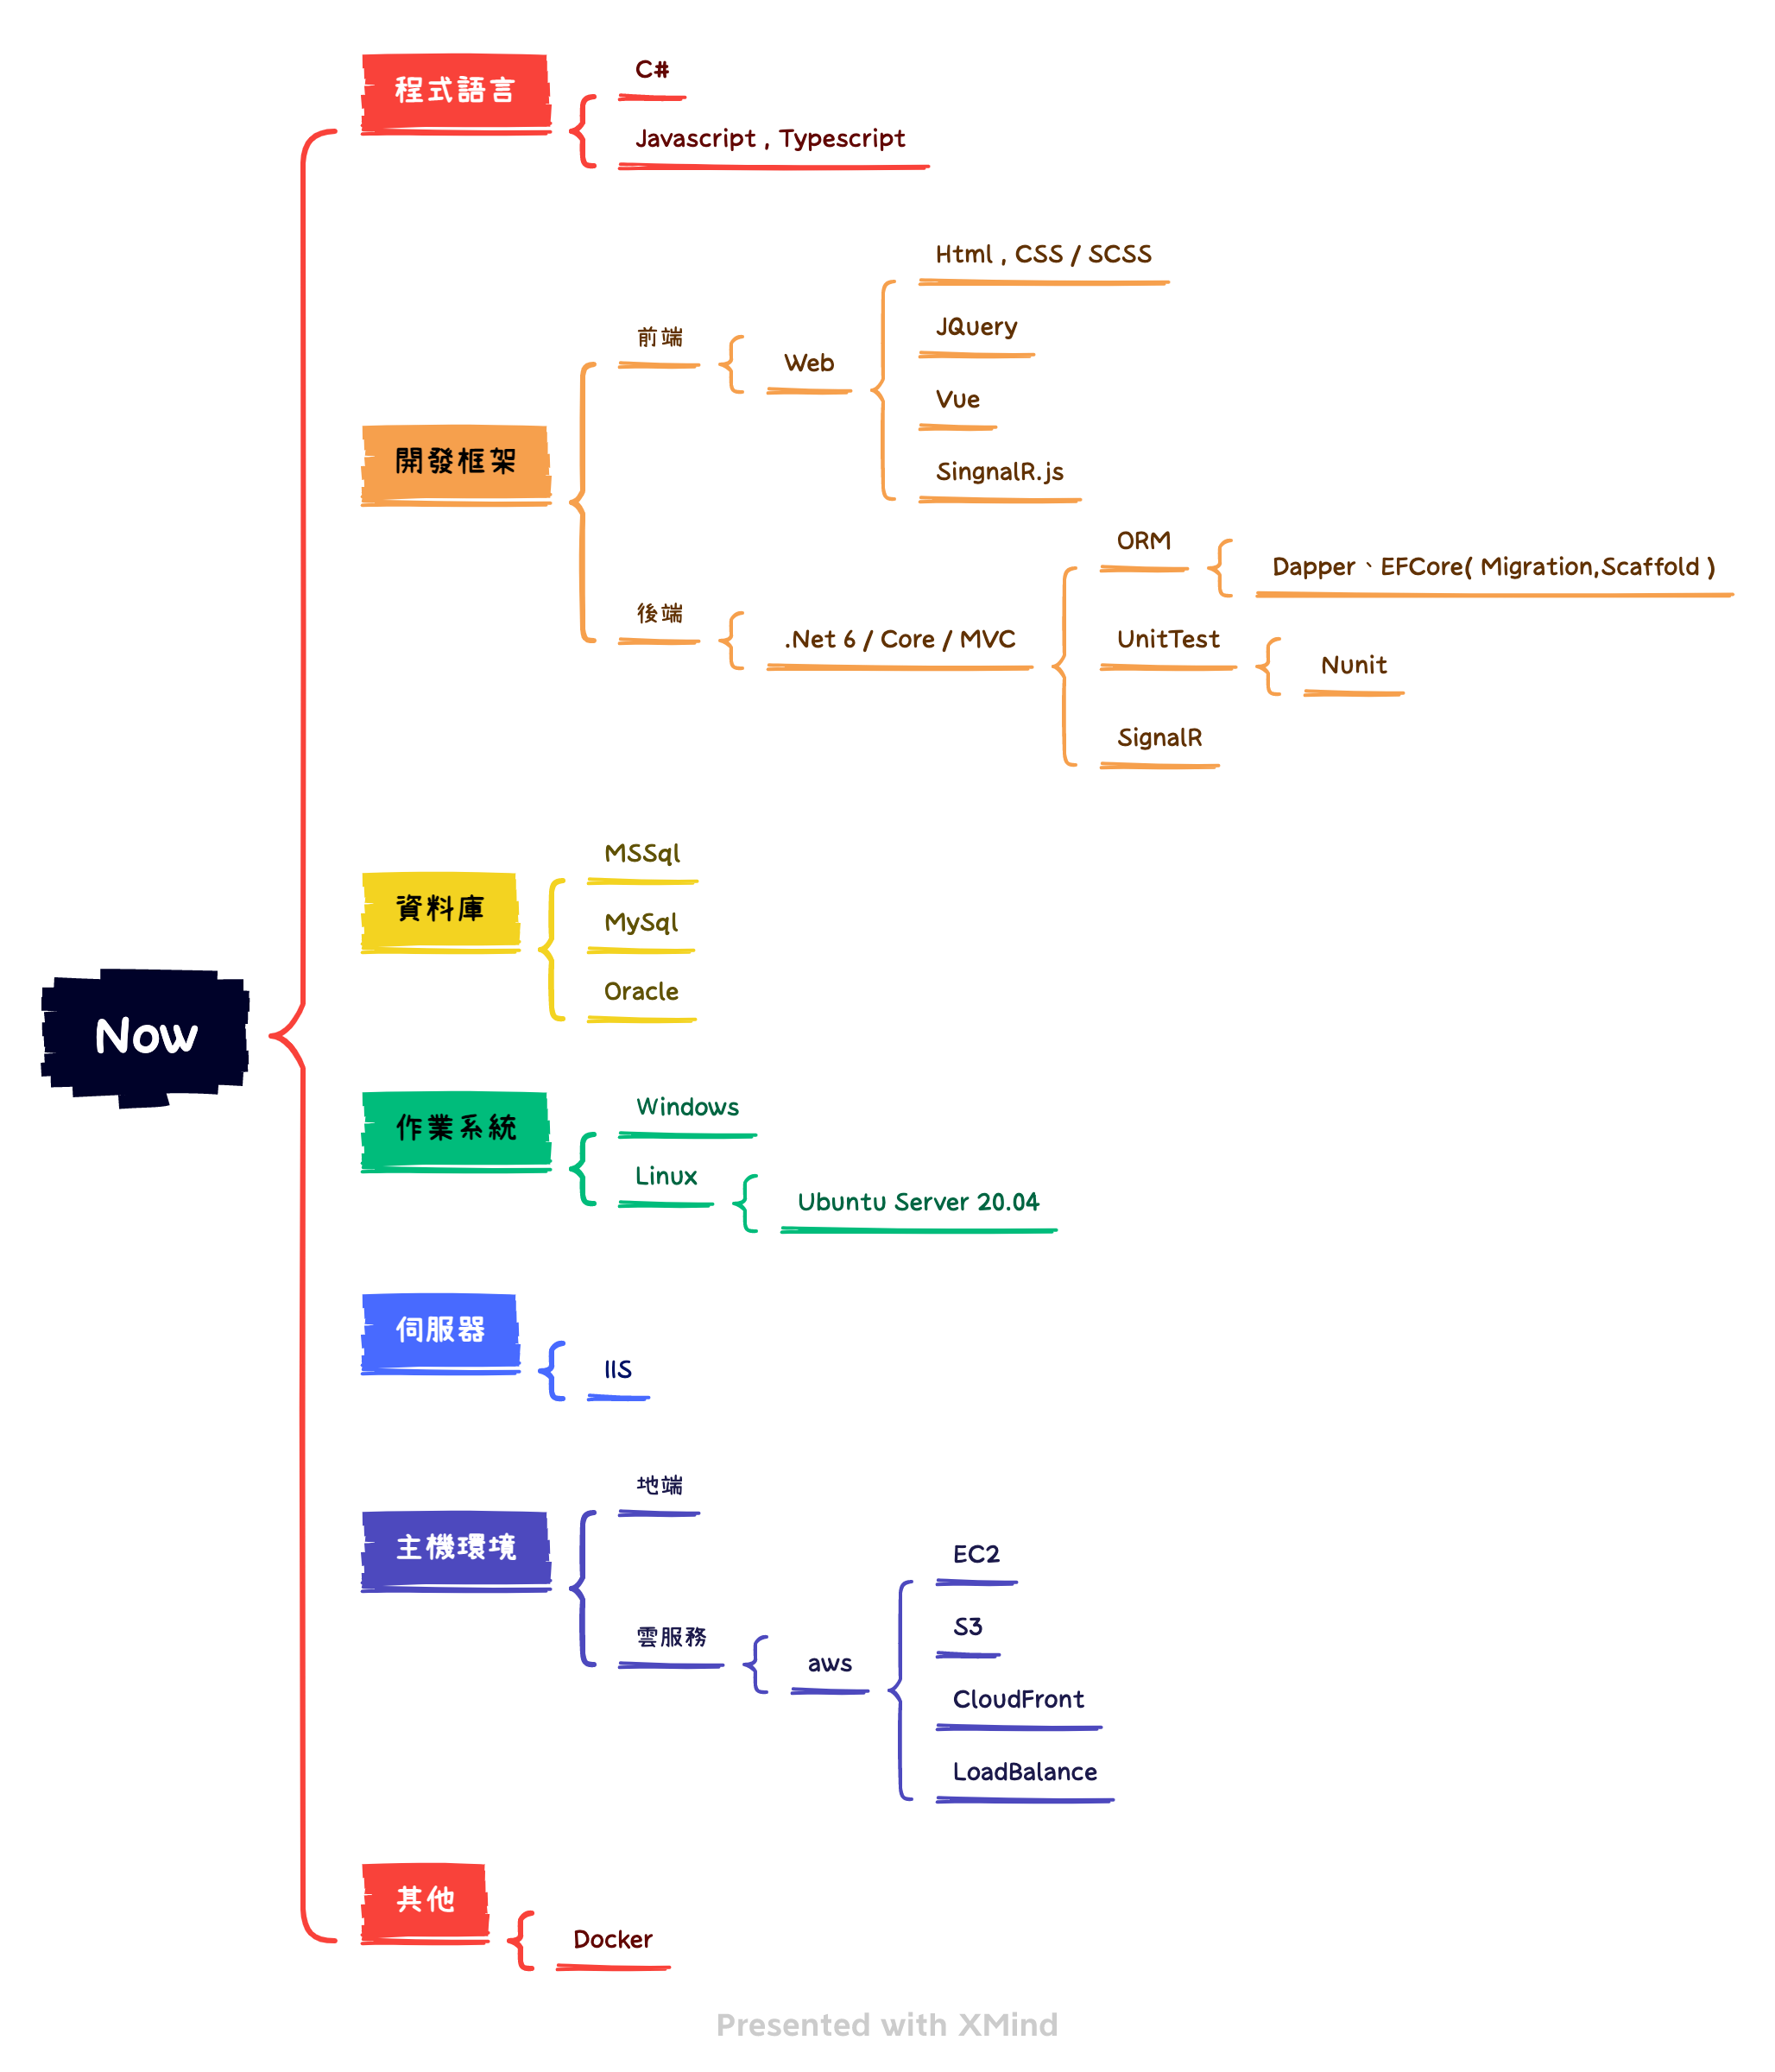 Now
程式語言
C#
Javascript , Typescript
開發框架
前端
Web
Html , CSS / SCSS
JQuery
Vue
SingnalR.js
後端
.Net 6 / Core / MVC
ORM
Dapper、EFCore( Migration,Scaffold )
UnitTest
Nunit
SignalR
資料庫
MSSql
MySql
Oracle
作業系統
Windows
Linux
Ubuntu Server 20.04
伺服器
IIS
主機環境
地端
雲服務
aws
EC2
S3
CloudFront
LoadBalance
其他
Docker
Presented with XMind